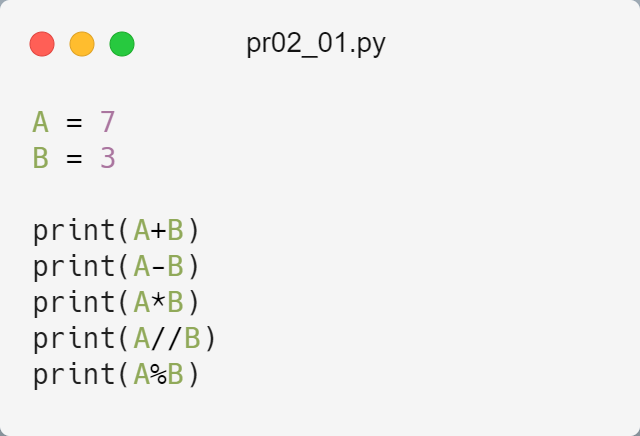 pr02_01.py
A = 7
B = 3
print(A+B)
print(A-B)
print(A*B)
print(A//B)
print(A%B)